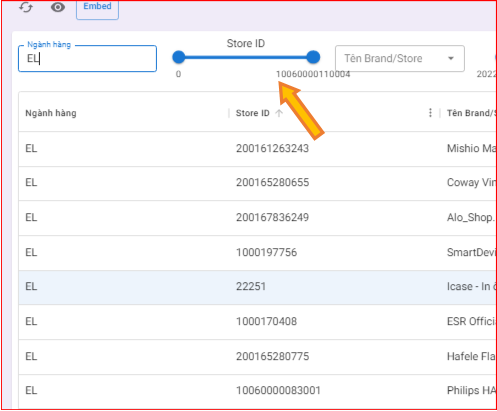 Embed
Ngành hàng
Store ID
EL
Tên Brand/Store
0
10060000110004
2022
Ngành hàng
Store ID
Tên Brand/S
EL
200161263243
Mishio Ma
EL
200165280655
Coway Vin
EL
200167836249
Alo_Shop.
EL
1000197756
SmartDevi
EL
22251
Icase - In ố
EL
1000170408
ESR Offici
EL
200165280775
Hafele Fla
EL
10060000083001
Philips HA